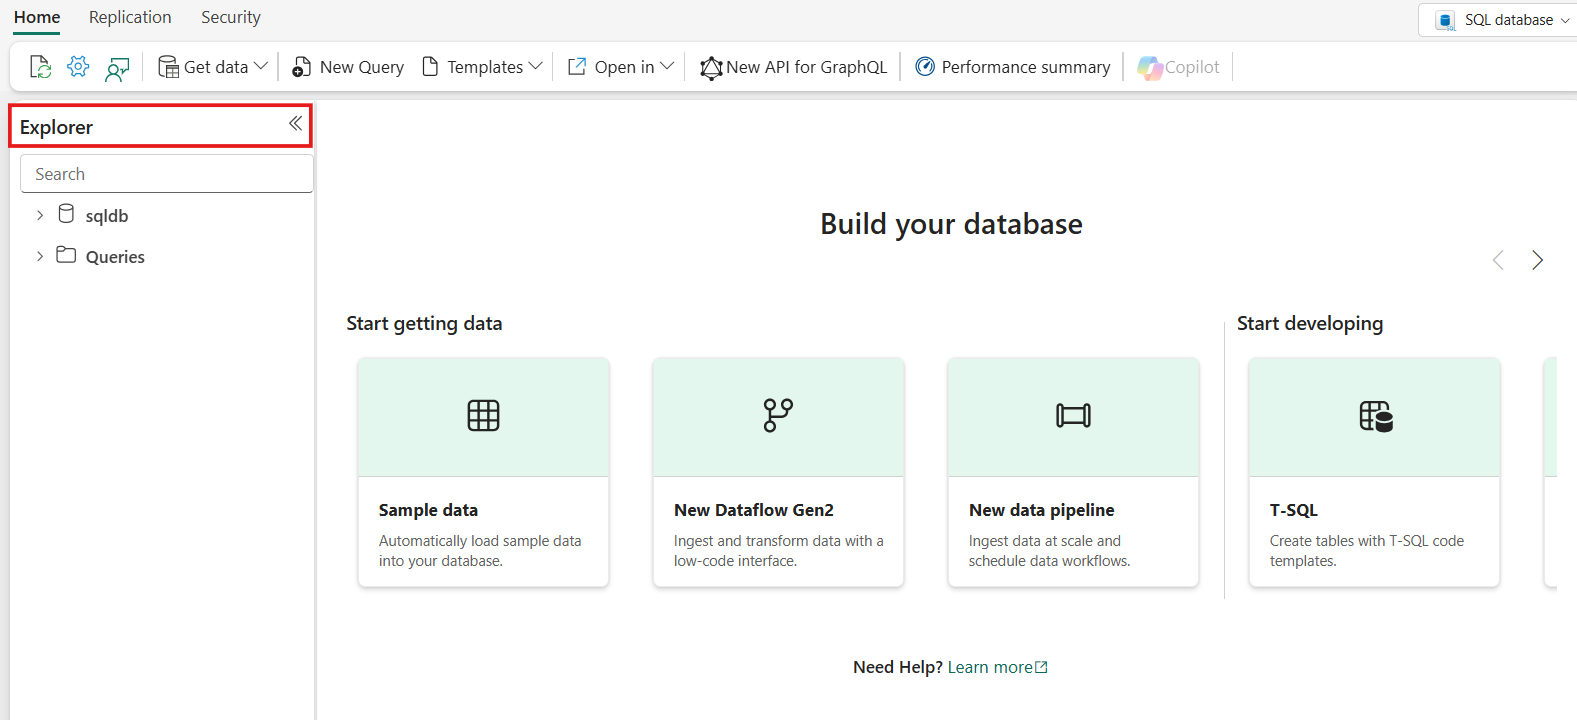 Home Replication Security
SQL database
Get data New Query Templates Open in New API for GraphQL Performance summary Copilot
Explorer
Search
sqldb
Queries
Build your database
Start getting data
Sample data
Automatically load sample data
into your database.
New Dataflow Gen2
Ingest and transform data with a
low-code interface.
New data pipeline
Ingest data at scale and
schedule data workflows.
Start developing
T-SQL
Create tables with T-SQL code
templates.
Need Help? Learn more